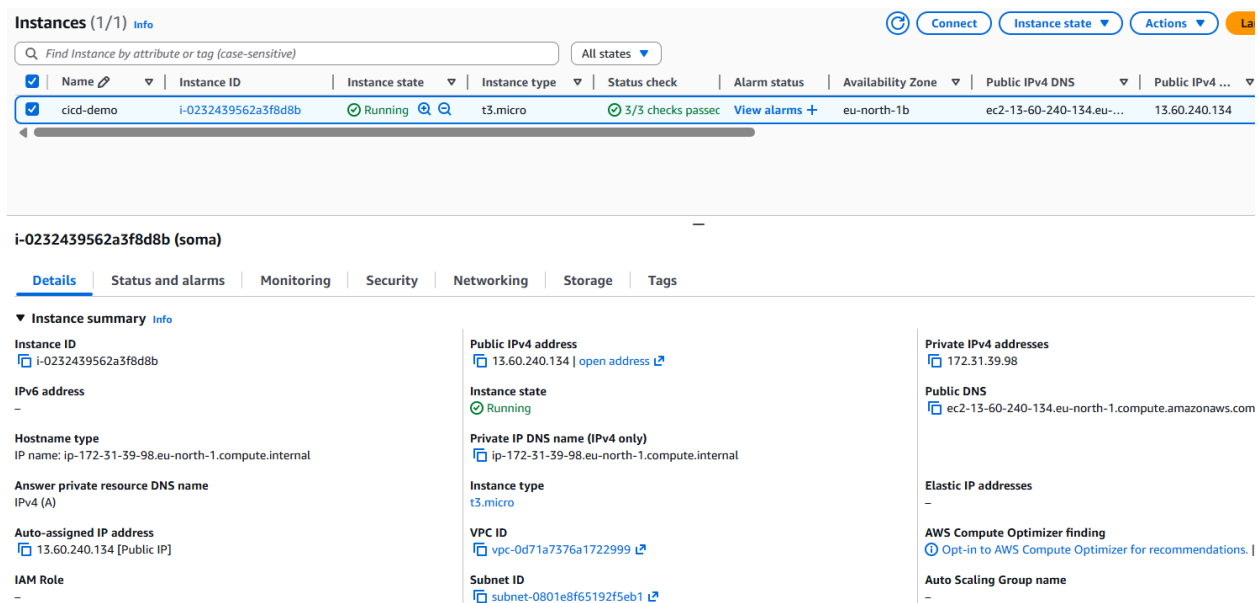 Instances (1/1) Info
Connect
Instance state
Actions
Find Instance by attribute or tag (case-sensitive)
All states
Name
Instance ID
Instance state
Instance type
Status check
Alarm status
Availability Zone
Public IPv4 DNS
Public IPv4 ...
cicd-demo
i-0232439562a3f8d8b
Running
t3.micro
3/3 checks passec
View alarms +
eu-north-1b
ec2-13-60-240-134.eu-...
13.60.240.134
i-0232439562a3f8d8b (soma)
Details
Status and alarms
Monitoring
Security
Networking
Storage
Tags
Instance summary Info
Instance ID
i-0232439562a3f8d8b
Public IPv4 address
13.60.240.134 | open address
Private IPv4 addresses
172.31.39.98
IPv6 address
–
Instance state
Running
Public DNS
ec2-13-60-240-134.eu-north-1.compute.amazonaws.com
Hostname type
IP name: ip-172-31-39-98.eu-north-1.compute.internal
Private IP DNS name (IPv4 only)
ip-172-31-39-98.eu-north-1.compute.internal
Answer private resource DNS name
IPv4 (A)
Instance type
t3.micro
Elastic IP addresses
–
Auto-assigned IP address
13.60.240.134 [Public IP]
VPC ID
vpc-0d71a7376a1722999
AWS Compute Optimizer finding
Opt-in to AWS Compute Optimizer for recommendations. |
IAM Role
–
Subnet ID
subnet-0801e8f65192f5eb1
Auto Scaling Group name
–